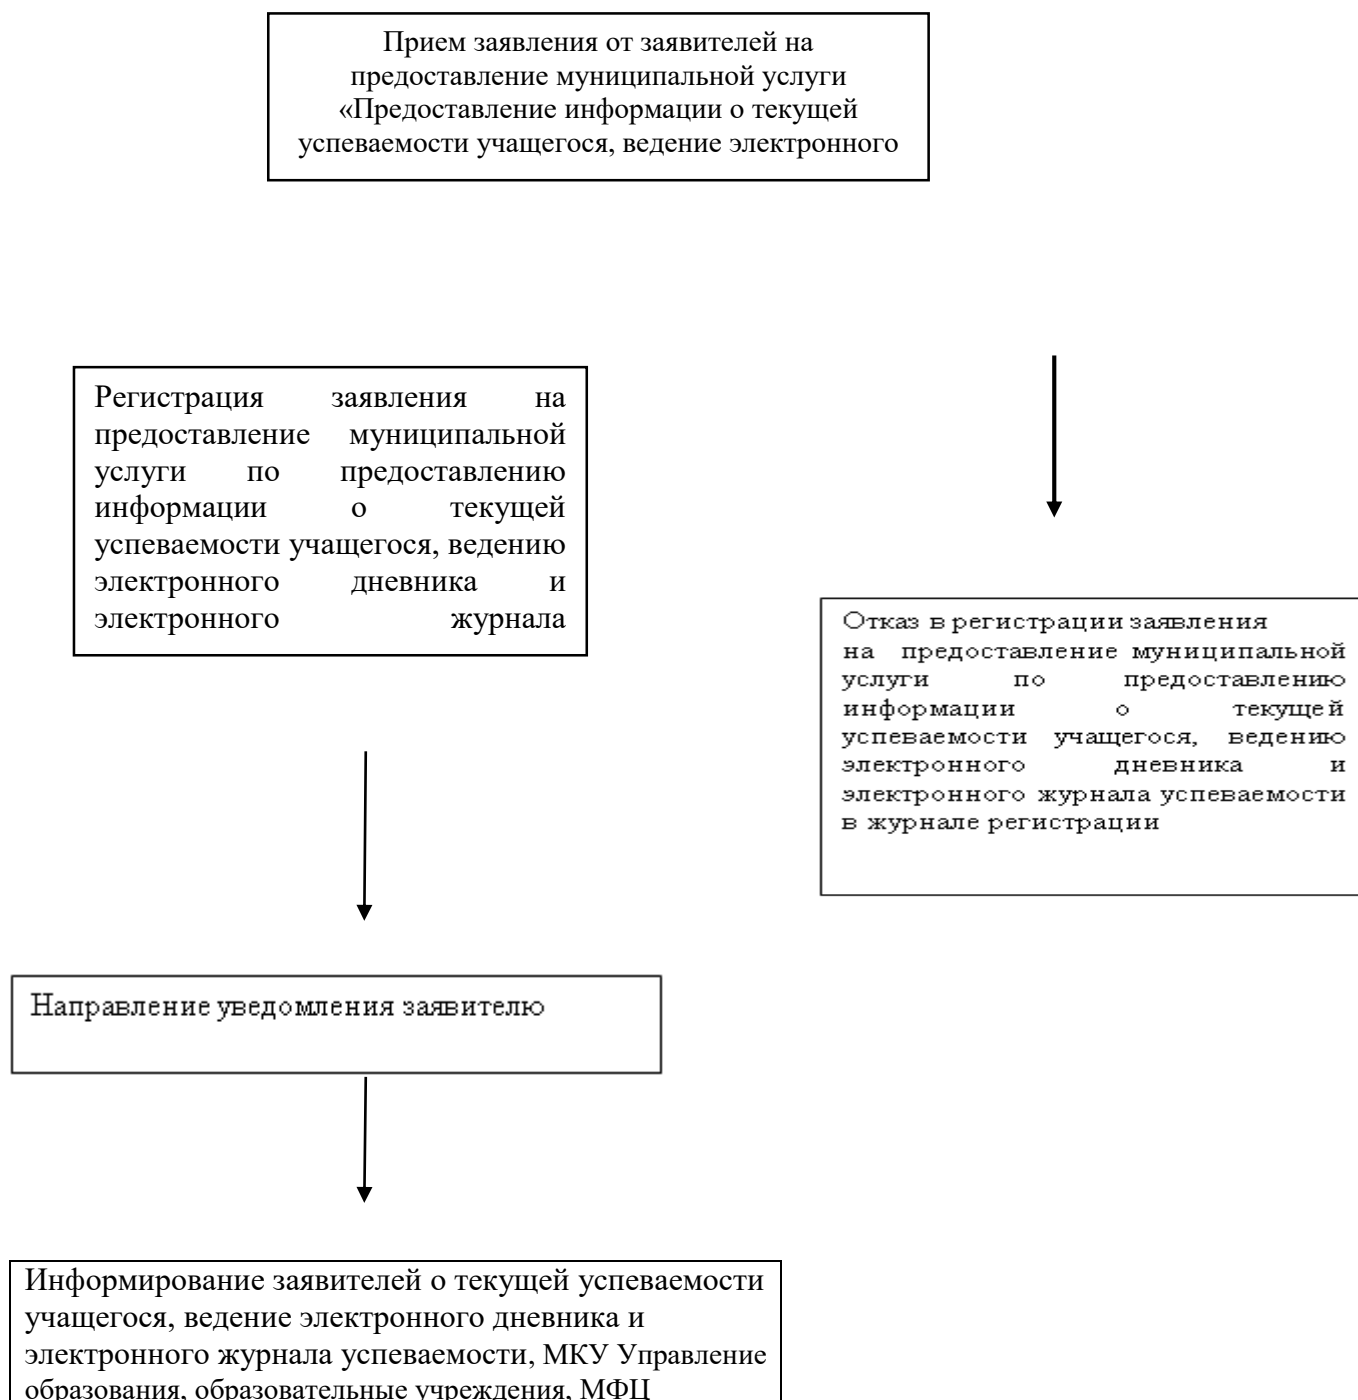 Прием заявления от заявителей на
предоставление муниципальной услуги
«Предоставление информации о текущей
успеваемости учащегося, ведение электронного
Регистрация заявления на
предоставление муниципальной
услуги по предоставлению
информации о текущей
успеваемости учащегося, ведению
электронного дневника и
электронного журнала
Отказ в регистрации заявления
на предоставление муниципальной
услуги по предоставлению
информации о текущей
успеваемости учащегося, ведению
электронного дневника и
электронного журнала успеваемости
в журнале регистрации
Направление уведомления заявителю
Информирование заявителей о текущей успеваемости
учащегося, ведение электронного дневника и
электронного журнала успеваемости, МКУ Управление
образования, образовательные учреждения, МФЦ